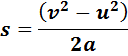 s = (v² − u²) / 2a